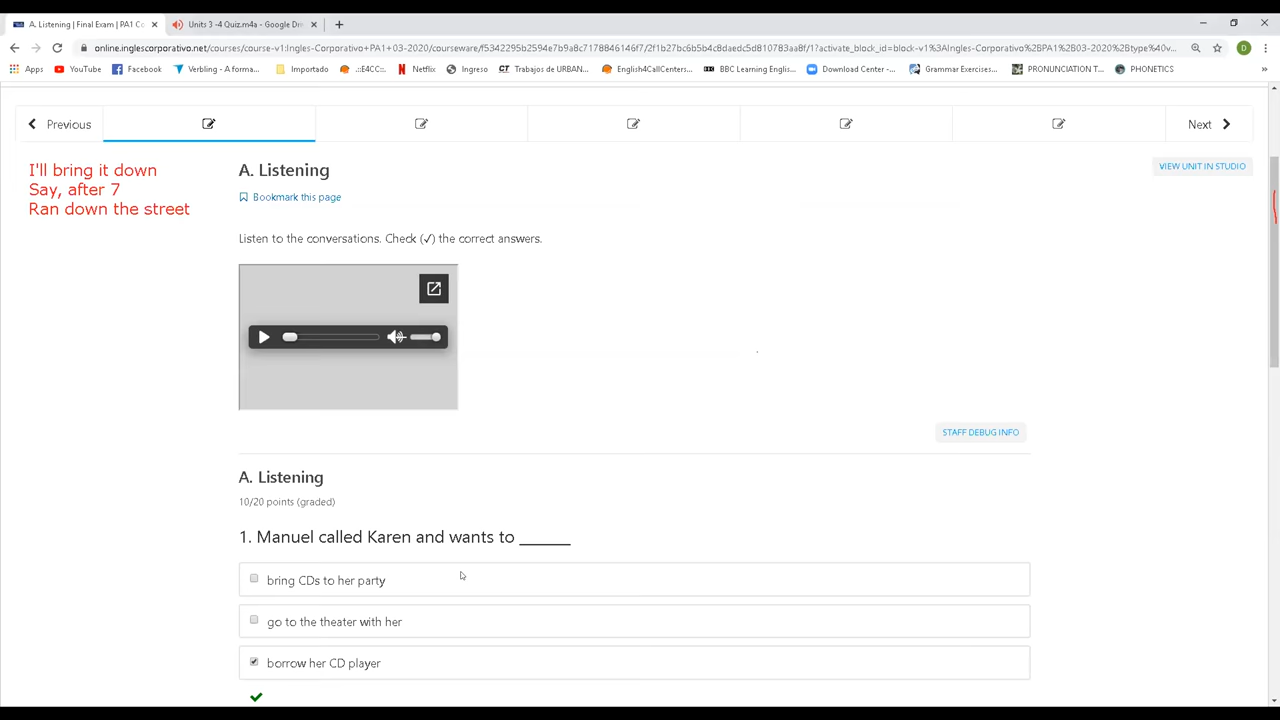 A. Listening | Final Exam | PA1 Co
Units 3 -4 Quiz.m4a - Google Dri
online.inglescorporativo.net/courses/course-v1:Ingles-Corporativo+PA1+03-2020/courseware/f5342295b2594e7b9a8c7178846146f7/2f1b27bc6b5b4c8daedc5d810783aa8f/1?activate_block_id=block-v1%3AIngles-Corporativo%2BPA1%2B03-2020%2Btype%40v...
Apps YouTube Facebook Verbling - A forma... Importado .::E4CC::. Netflix Ingreso Trabajos de URBAN... English4CallCenters... BBC Learning Englis... Download Center -... Grammar Exercises... PRONUNCIATION T... PHONETICS
Previous
Next
I'll bring it down
Say, after 7
Ran down the street
A. Listening
VIEW UNIT IN STUDIO
Bookmark this page
Listen to the conversations. Check (✓) the correct answers.
STAFF DEBUG INFO
A. Listening
10/20 points (graded)
1. Manuel called Karen and wants to ______
bring CDs to her party
go to the theater with her
borrow her CD player